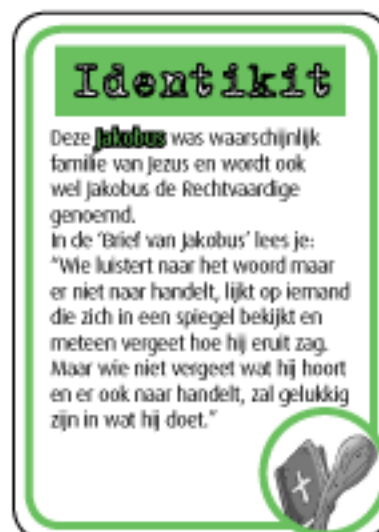 Identikit
Deze Jakobus was waarschijnlijk
familie van Jezus en wordt ook
wel Jakobus de Rechtvaardige
genoemd.
In de ‘Brief van Jakobus’ lees je:
“Wie luistert naar het woord maar
er niet naar handelt, lijkt op iemand
die zich in een spiegel bekijkt en
meteen vergeet hoe hij eruit zag.
Maar wie niet vergeet wat hij hoort
en er ook naar handelt, zal gelukkig
zijn in wat hij doet.”